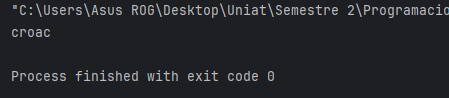 "C:\Users\Asus ROG\Desktop\Uniat\Semestre 2\Programacio
croac
Process finished with exit code 0